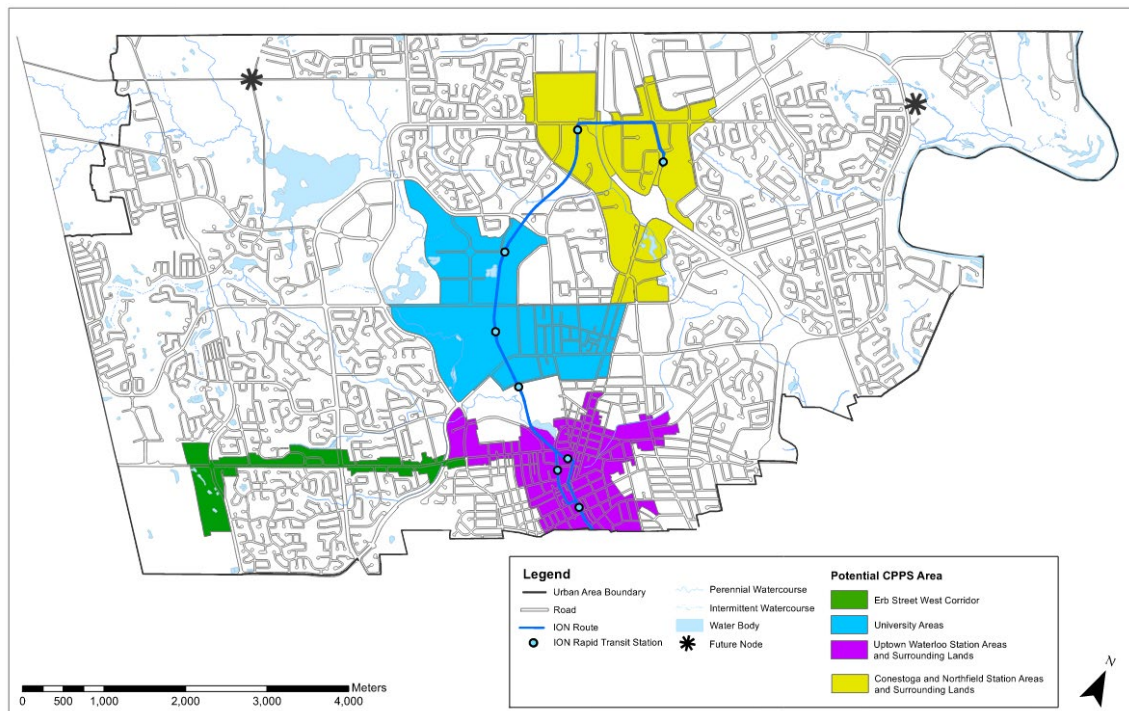 Legend
Urban Area Boundary
Road
ION Route
ION Rapid Transit Station
Perennial Watercourse
Intermittent Watercourse
Water Body
Future Node
Potential CPPS Area
Erb Street West Corridor
University Areas
Uptown Waterloo Station Areas
and Surrounding Lands
Conestoga and Northfield Station Areas
and Surrounding Lands
Meters
0 500 1,000 2,000 3,000 4,000
N